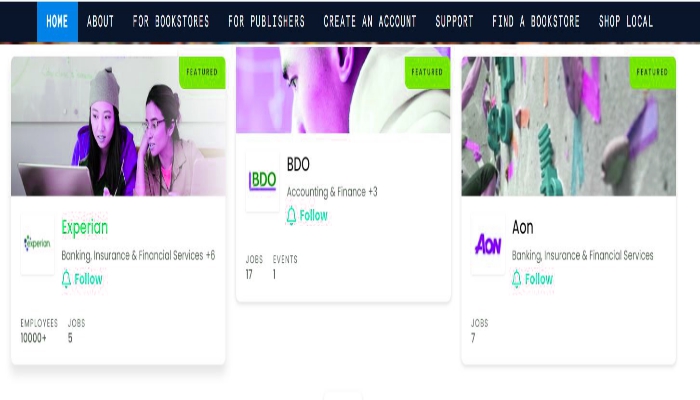 HOME ABOUT FOR BOOKSTORES FOR PUBLISHERS CREATE AN ACCOUNT SUPPORT FIND A BOOKSTORE SHOP LOCAL
FEATURED
experian
Experian
Banking, Insurance & Financial Services +6
Follow
EMPLOYEES JOBS
10000+ 5
FEATURED
BDO
BDO
Accounting & Finance +3
Follow
JOBS EVENTS
17 1
FEATURED
AON
Aon
Banking, Insurance & Financial Services
Follow
JOBS
7